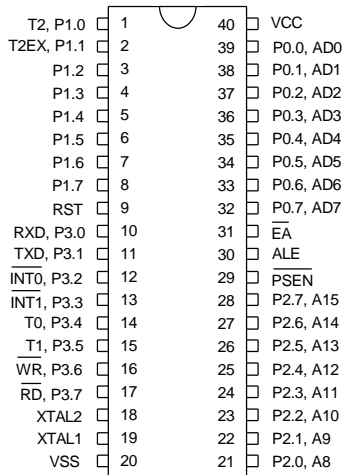 T2, P1.0 1 40 VCC
T2EX, P1.1 2 39 P0.0, AD0
P1.2 3 38 P0.1, AD1
P1.3 4 37 P0.2, AD2
P1.4 5 36 P0.3, AD3
P1.5 6 35 P0.4, AD4
P1.6 7 34 P0.5, AD5
P1.7 8 33 P0.6, AD6
RST 9 32 P0.7, AD7
RXD, P3.0 10 31 EA
TXD, P3.1 11 30 ALE
INT0, P3.2 12 29 PSEN
INT1, P3.3 13 28 P2.7, A15
T0, P3.4 14 27 P2.6, A14
T1, P3.5 15 26 P2.5, A13
WR, P3.6 16 25 P2.4, A12
RD, P3.7 17 24 P2.3, A11
XTAL2 18 23 P2.2, A10
XTAL1 19 22 P2.1, A9
VSS 20 21 P2.0, A8